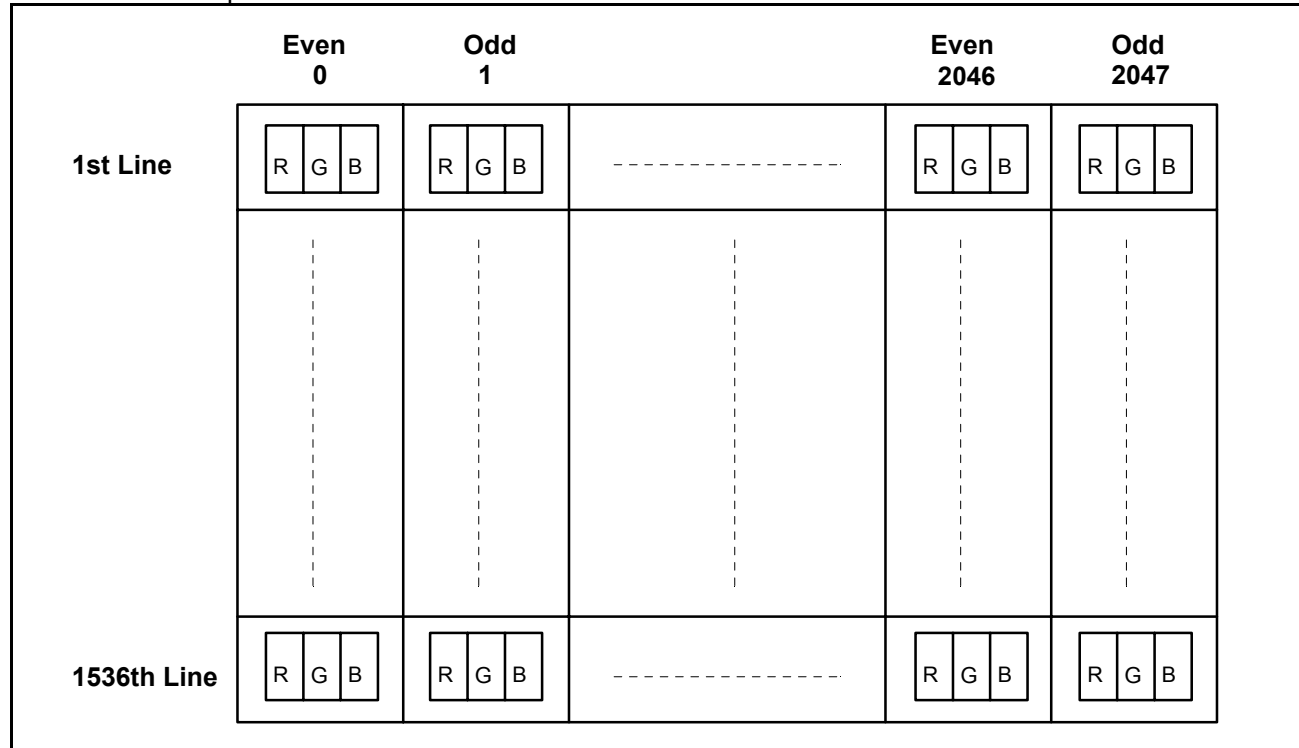 Even Odd Even Odd
0 1 2046 2047
1st Line R G B R G B R G B R G B
1536th Line R G B R G B R G B R G B